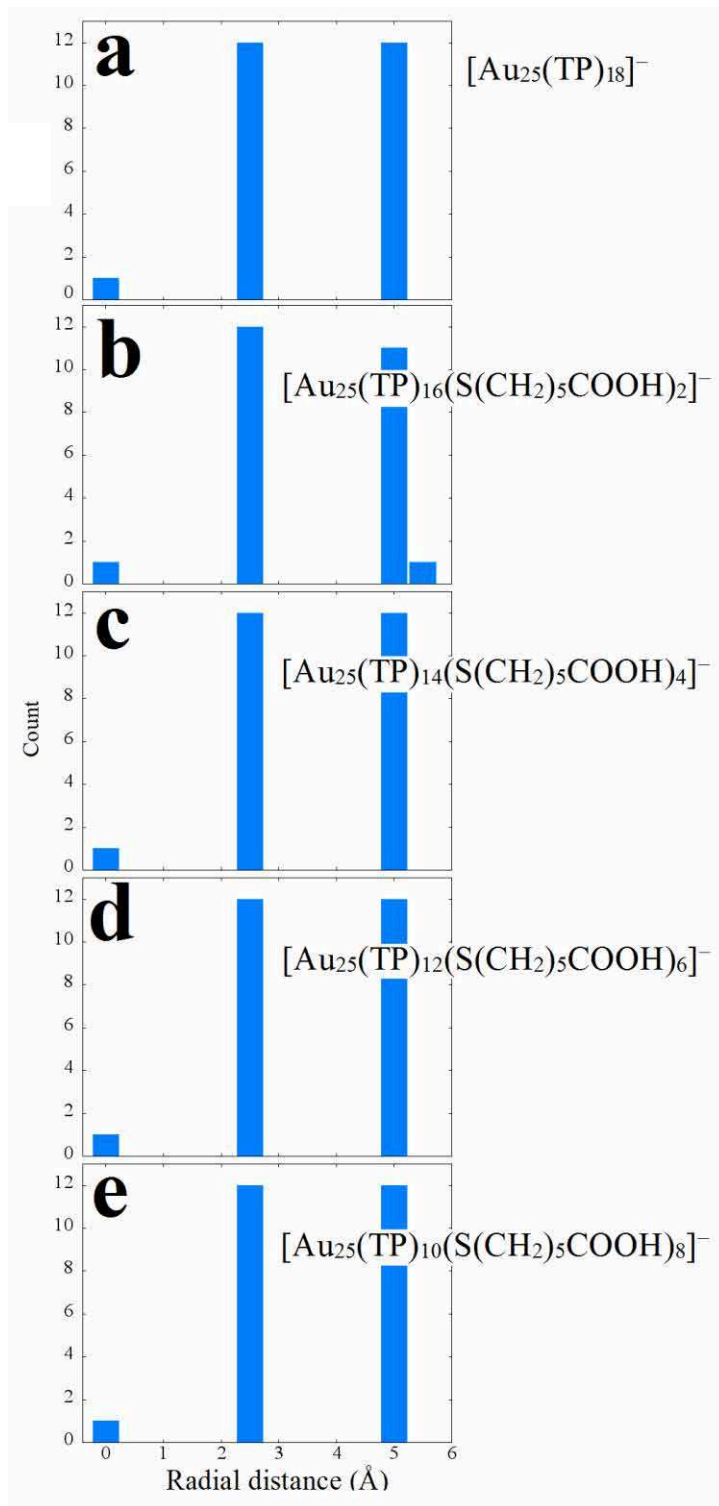 a
[Au₂₅(TP)₁₈]⁻
12
10
8
6
4
2
0
b
[Au₂₅(TP)₁₆(S(CH₂)₅COOH)₂]⁻
12
10
8
6
4
2
0
c
[Au₂₅(TP)₁₄(S(CH₂)₅COOH)₄]⁻
12
10
8
6
4
2
0
Count
d
[Au₂₅(TP)₁₂(S(CH₂)₅COOH)₆]⁻
12
10
8
6
4
2
0
e
[Au₂₅(TP)₁₀(S(CH₂)₅COOH)₈]⁻
12
10
8
6
4
2
0
0 1 2 3 4 5 6
Radial distance (Å)